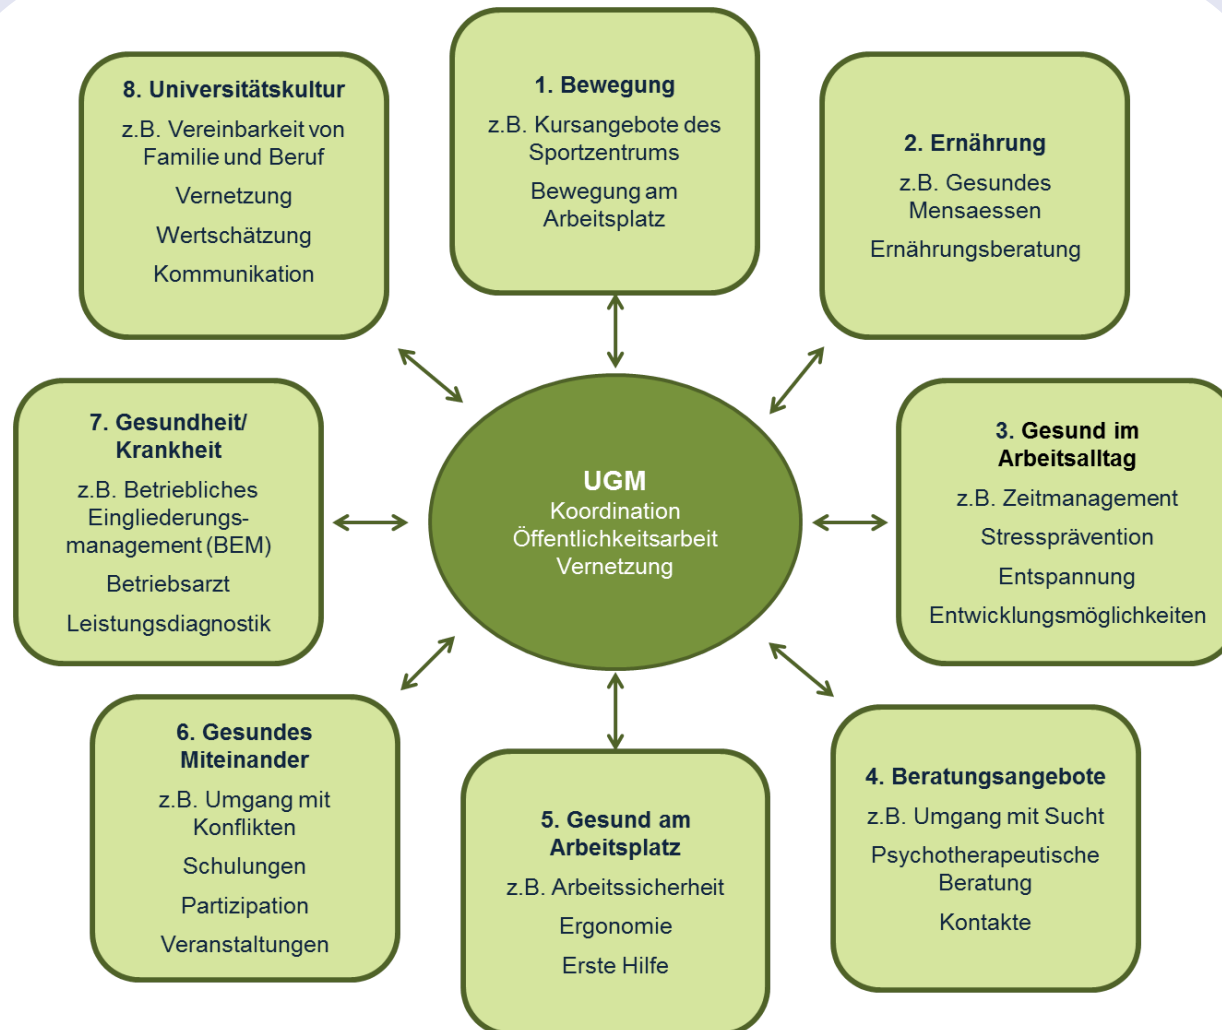 8. Universitätskultur
z.B. Vereinbarkeit von
Familie und Beruf
Vernetzung
Wertschätzung
Kommunikation
1. Bewegung
z.B. Kursangebote des
Sportzentrums
Bewegung am
Arbeitsplatz
2. Ernährung
z.B. Gesundes
Mensaessen
Ernährungsberatung
7. Gesundheit/
Krankheit
z.B. Betriebliches
Eingliederungs-
management (BEM)
Betriebsarzt
Leistungsdiagnostik
UGM
Koordination
Öffentlichkeitsarbeit
Vernetzung
3. Gesund im
Arbeitsalltag
z.B. Zeitmanagement
Stressprävention
Entspannung
Entwicklungsmöglichkeiten
6. Gesundes
Miteinander
z.B. Umgang mit
Konflikten
Schulungen
Partizipation
Veranstaltungen
5. Gesund am
Arbeitsplatz
z.B. Arbeitssicherheit
Ergonomie
Erste Hilfe
4. Beratungsangebote
z.B. Umgang mit Sucht
Psychotherapeutische
Beratung
Kontakte